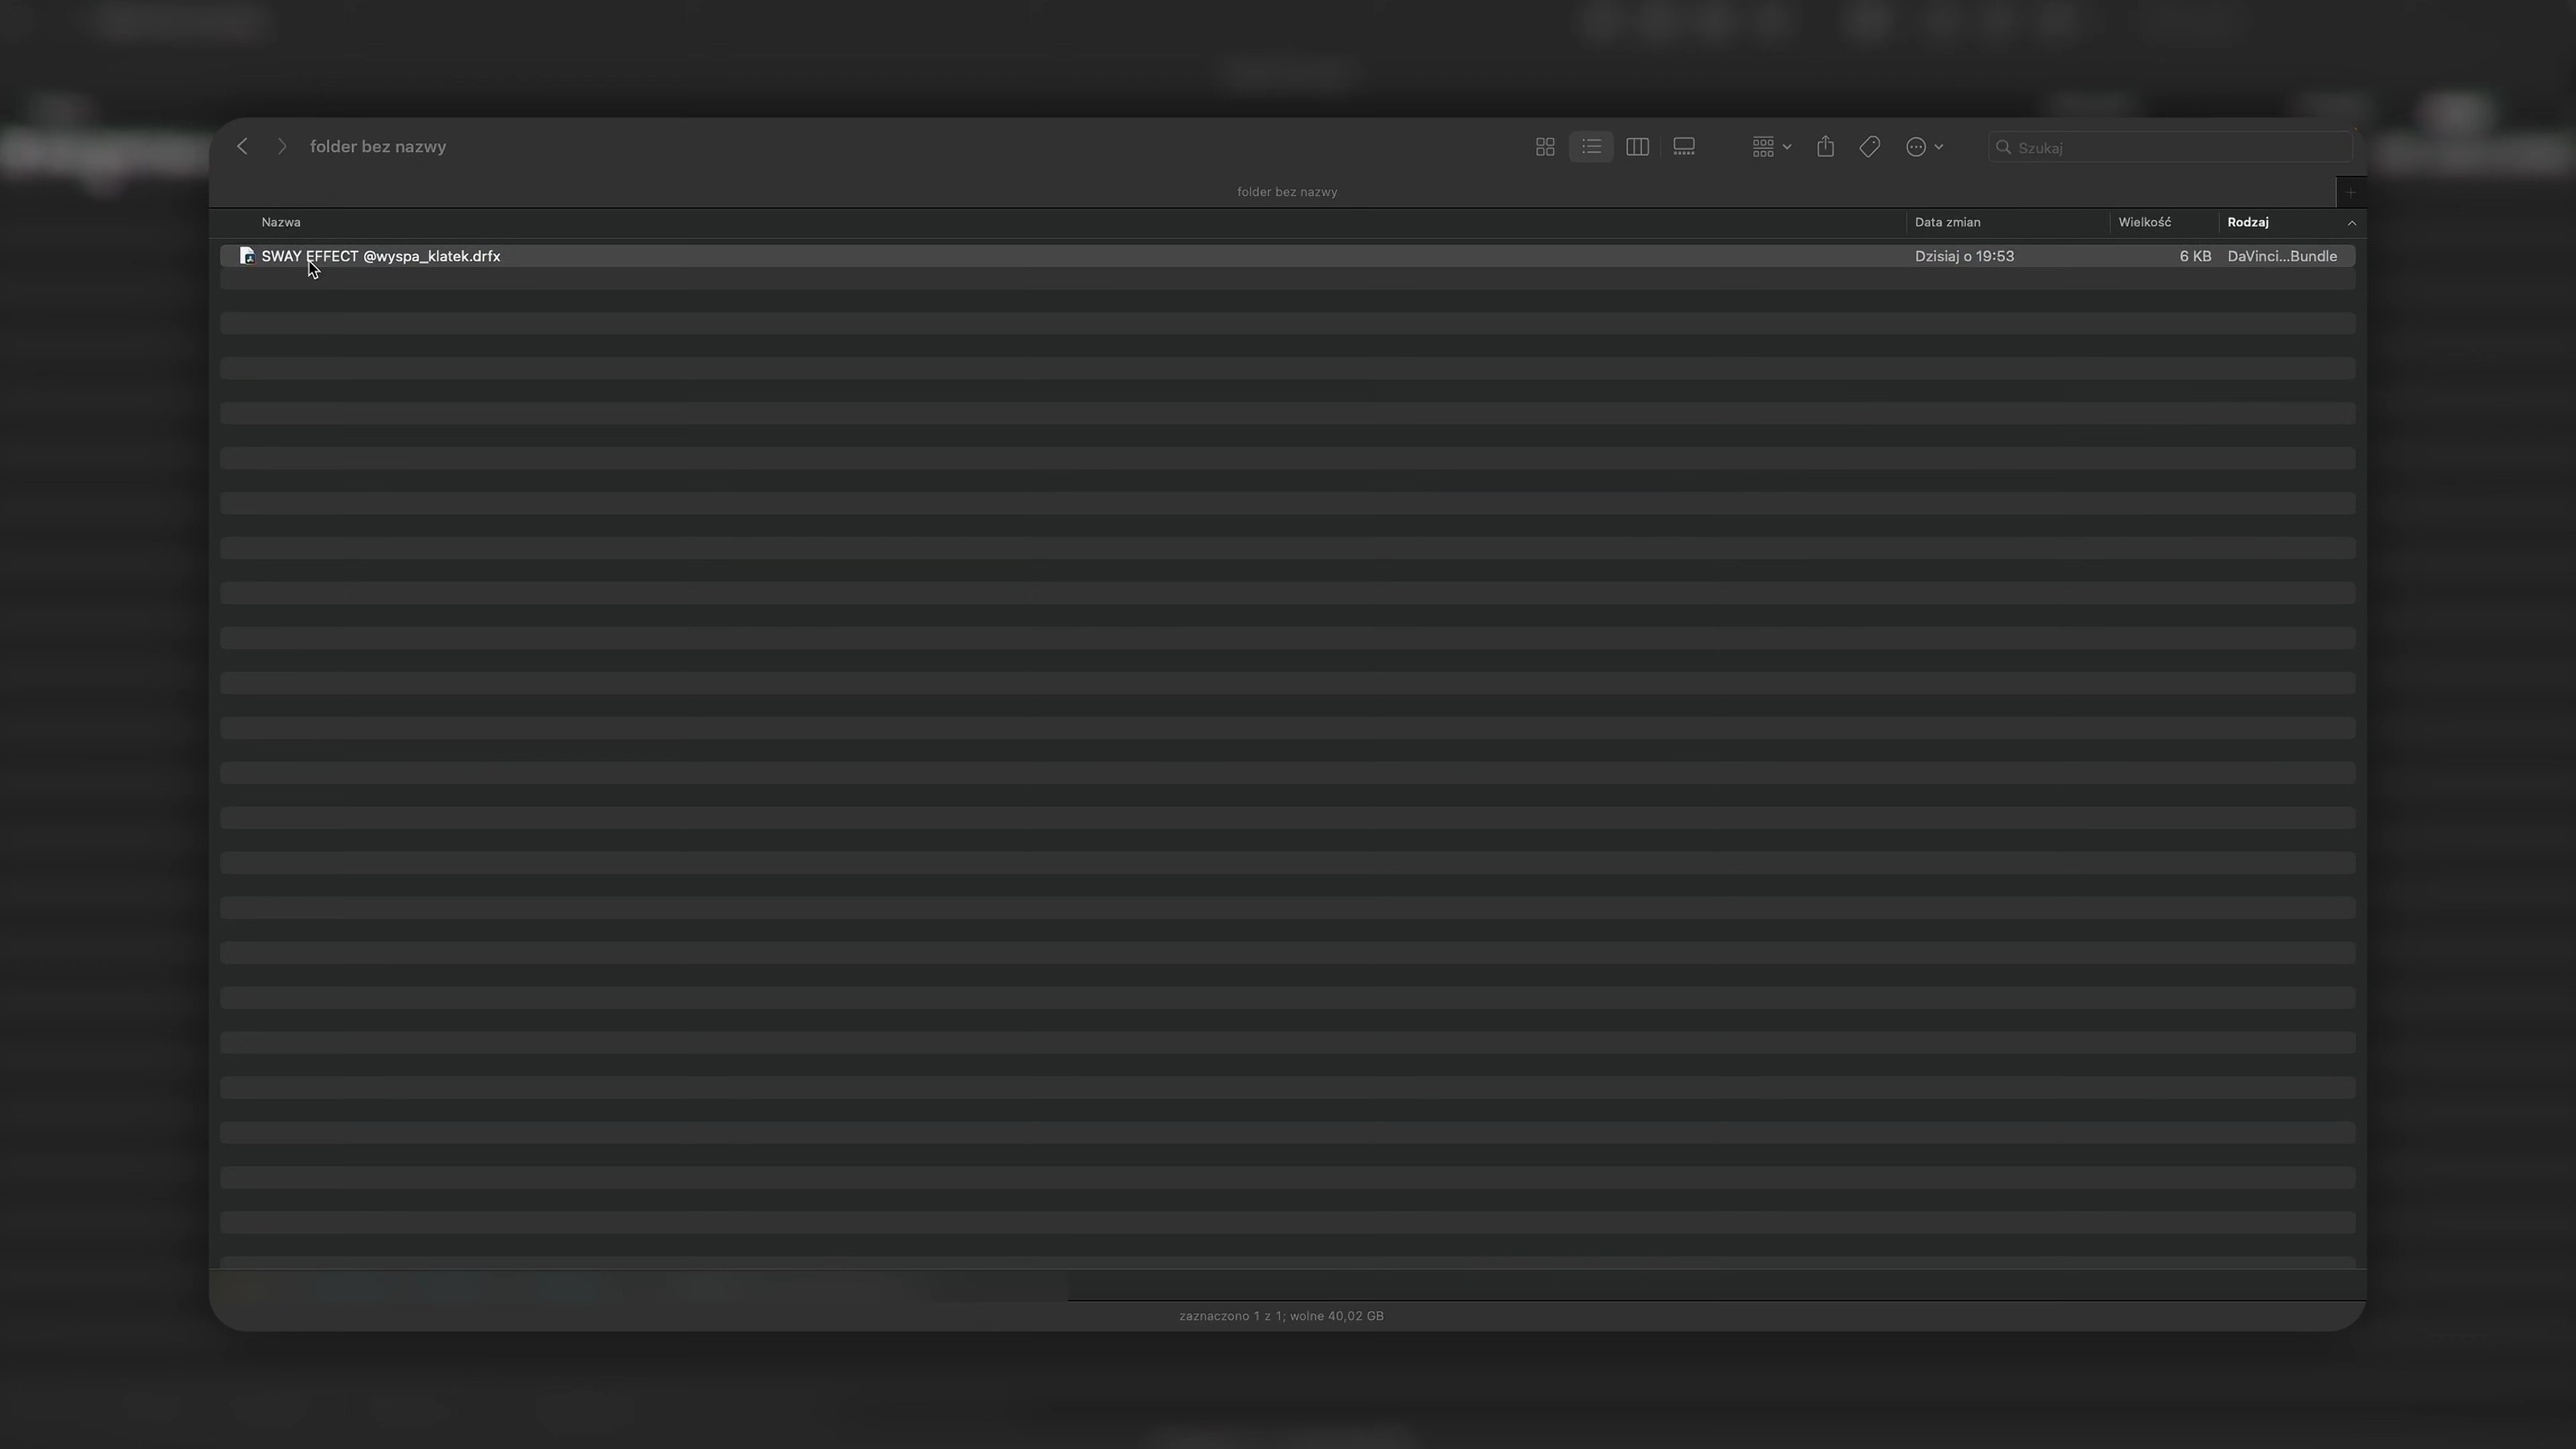 folder bez nazwy
Szukaj
folder bez nazwy
Nazwa Data zmian Wielkość Rodzaj
SWAY EFFECT @wyspa_klatek.drfx Dzisiaj o 19:53 6 KB DaVinci...Bundle
zaznaczono 1 z 1; wolne 40,02 GB